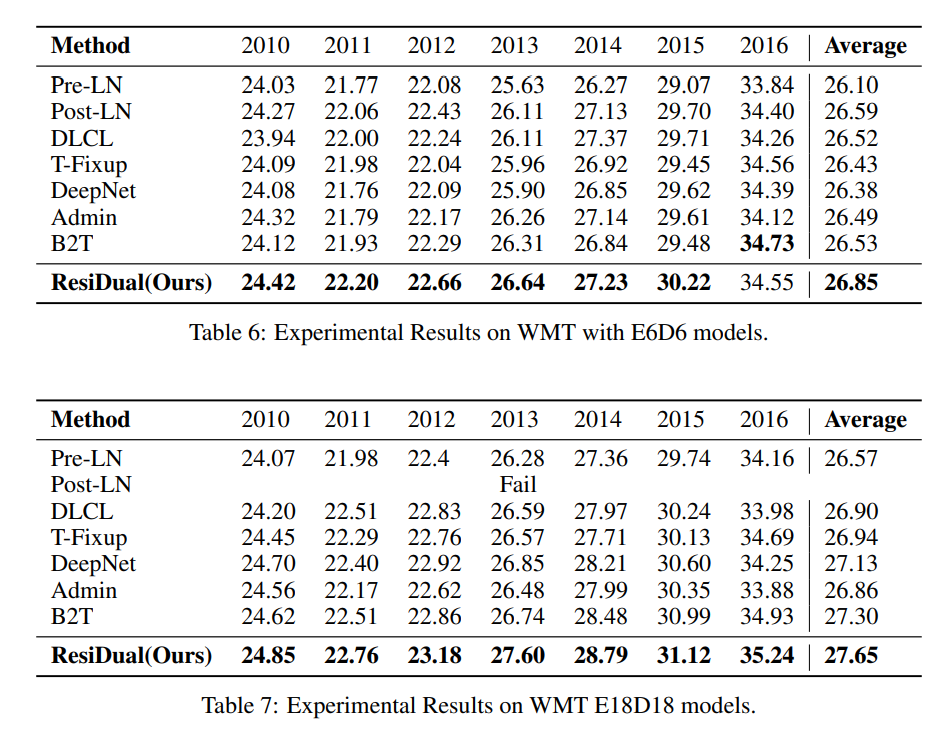 Method 2010 2011 2012 2013 2014 2015 2016 Average
Pre-LN 24.03 21.77 22.08 25.63 26.27 29.07 33.84 26.10
Post-LN 24.27 22.06 22.43 26.11 27.13 29.70 34.40 26.59
DLCL 23.94 22.00 22.24 26.11 27.37 29.71 34.26 26.52
T-Fixup 24.09 21.98 22.04 25.96 26.92 29.45 34.56 26.43
DeepNet 24.08 21.76 22.09 25.90 26.85 29.62 34.39 26.38
Admin 24.32 21.79 22.17 26.26 27.14 29.61 34.12 26.49
B2T 24.12 21.93 22.29 26.31 26.84 29.48 34.73 26.53
ResiDual(Ours) 24.42 22.20 22.66 26.64 27.23 30.22 34.55 26.85
Table 6: Experimental Results on WMT with E6D6 models.
Method 2010 2011 2012 2013 2014 2015 2016 Average
Pre-LN 24.07 21.98 22.4 26.28 27.36 29.74 34.16 26.57
Post-LN Fail
DLCL 24.20 22.51 22.83 26.59 27.97 30.24 33.98 26.90
T-Fixup 24.45 22.29 22.76 26.57 27.71 30.13 34.69 26.94
DeepNet 24.70 22.40 22.92 26.85 28.21 30.60 34.25 27.13
Admin 24.56 22.17 22.62 26.48 27.99 30.35 33.88 26.86
B2T 24.62 22.51 22.86 26.74 28.48 30.99 34.93 27.30
ResiDual(Ours) 24.85 22.76 23.18 27.60 28.79 31.12 35.24 27.65
Table 7: Experimental Results on WMT E18D18 models.